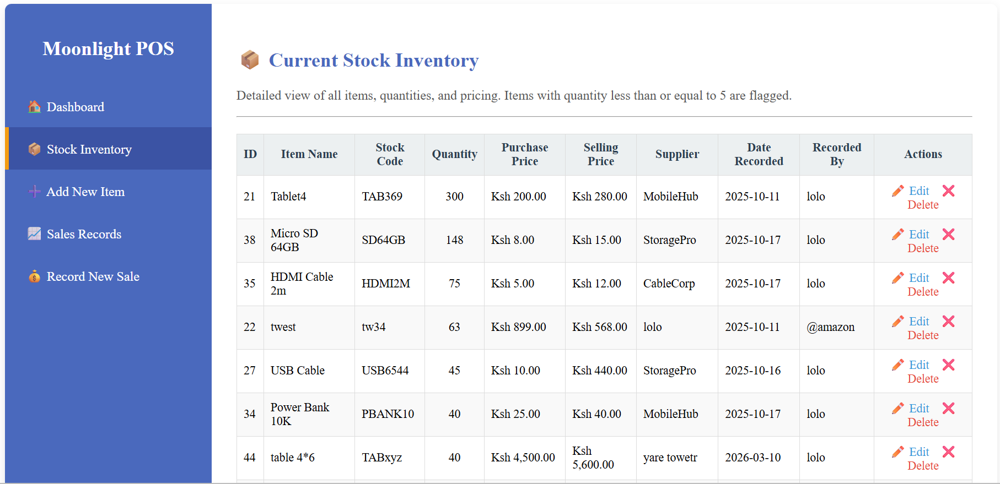 Moonlight POS
Dashboard
Stock Inventory
Add New Item
Sales Records
Record New Sale
Current Stock Inventory
Detailed view of all items, quantities, and pricing. Items with quantity less than or equal to 5 are flagged.
ID Item Name Stock Code Quantity Purchase Price Selling Price Supplier Date Recorded Recorded By Actions
21 Tablet4 TAB369 300 Ksh 200.00 Ksh 280.00 MobileHub 2025-10-11 lolo Edit Delete
38 Micro SD 64GB SD64GB 148 Ksh 8.00 Ksh 15.00 StoragePro 2025-10-17 lolo Edit Delete
35 HDMI Cable 2m HDMI2M 75 Ksh 5.00 Ksh 12.00 CableCorp 2025-10-17 lolo Edit Delete
22 twest tw34 63 Ksh 899.00 Ksh 568.00 lolo 2025-10-11 @amazon Edit Delete
27 USB Cable USB6544 45 Ksh 10.00 Ksh 440.00 StoragePro 2025-10-16 lolo Edit Delete
34 Power Bank 10K PBANK10 40 Ksh 25.00 Ksh 40.00 MobileHub 2025-10-17 lolo Edit Delete
44 table 4*6 TABxyz 40 Ksh 4,500.00 Ksh 5,600.00 yare towetr 2026-03-10 lolo Edit Delete